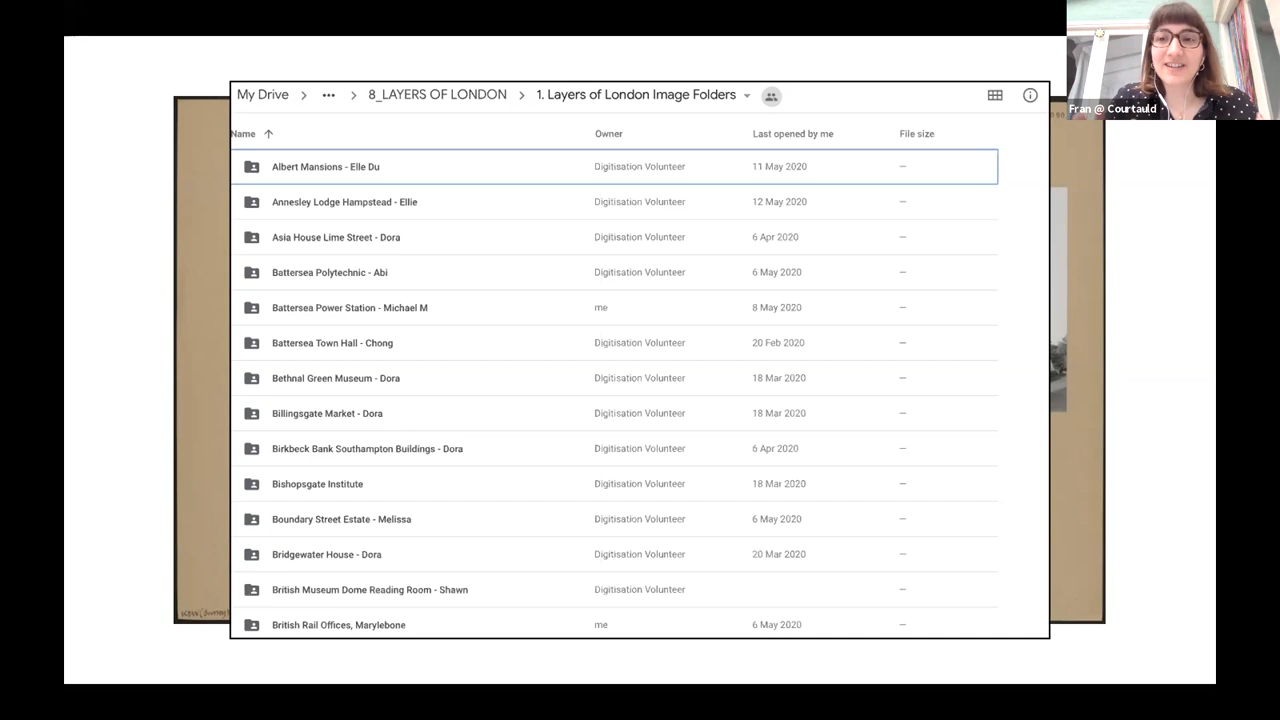 My Drive > ... > 8_LAYERS OF LONDON > 1. Layers of London Image Folders
Fran @ Courtauld
Name Owner Last opened by me File size
Albert Mansions - Elle Du Digitisation Volunteer 11 May 2020 —
Annesley Lodge Hampstead - Ellie Digitisation Volunteer 12 May 2020 —
Asia House Lime Street - Dora Digitisation Volunteer 6 Apr 2020 —
Battersea Polytechnic - Abi Digitisation Volunteer 6 May 2020 —
Battersea Power Station - Michael M me 8 May 2020 —
Battersea Town Hall - Chong Digitisation Volunteer 20 Feb 2020 —
Bethnal Green Museum - Dora Digitisation Volunteer 18 Mar 2020 —
Billingsgate Market - Dora Digitisation Volunteer 18 Mar 2020 —
Birkbeck Bank Southampton Buildings - Dora Digitisation Volunteer 6 Apr 2020 —
Bishopsgate Institute Digitisation Volunteer 18 Mar 2020 —
Boundary Street Estate - Melissa Digitisation Volunteer 6 May 2020 —
Bridgewater House - Dora Digitisation Volunteer 20 Mar 2020 —
British Museum Dome Reading Room - Shawn Digitisation Volunteer —
British Rail Offices, Marylebone me 6 May 2020 —